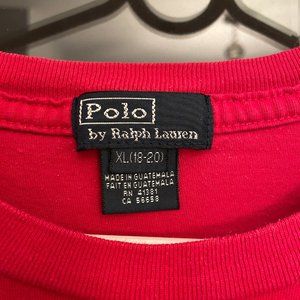 Polo
by Ralph Lauren
XL(18-20)
MADE IN GUATEMALA
FAIT EN GUATEMALA
RN 41381
CA 56658